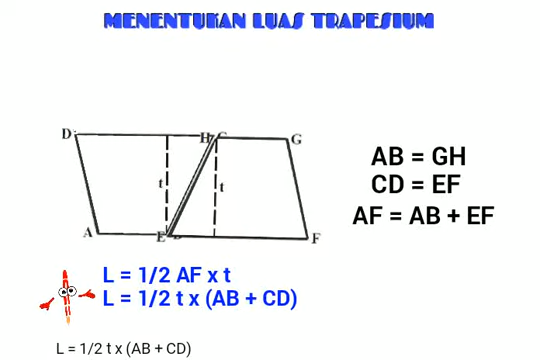 MENENTUKAN LUAS TRAPESIUM
D
H
C
G
AB = GH
CD = EF
AF = AB + EF
t
t
A
E
F
L = 1/2 AF x t
L = 1/2 t x (AB + CD)
L = 1/2 t x (AB + CD)